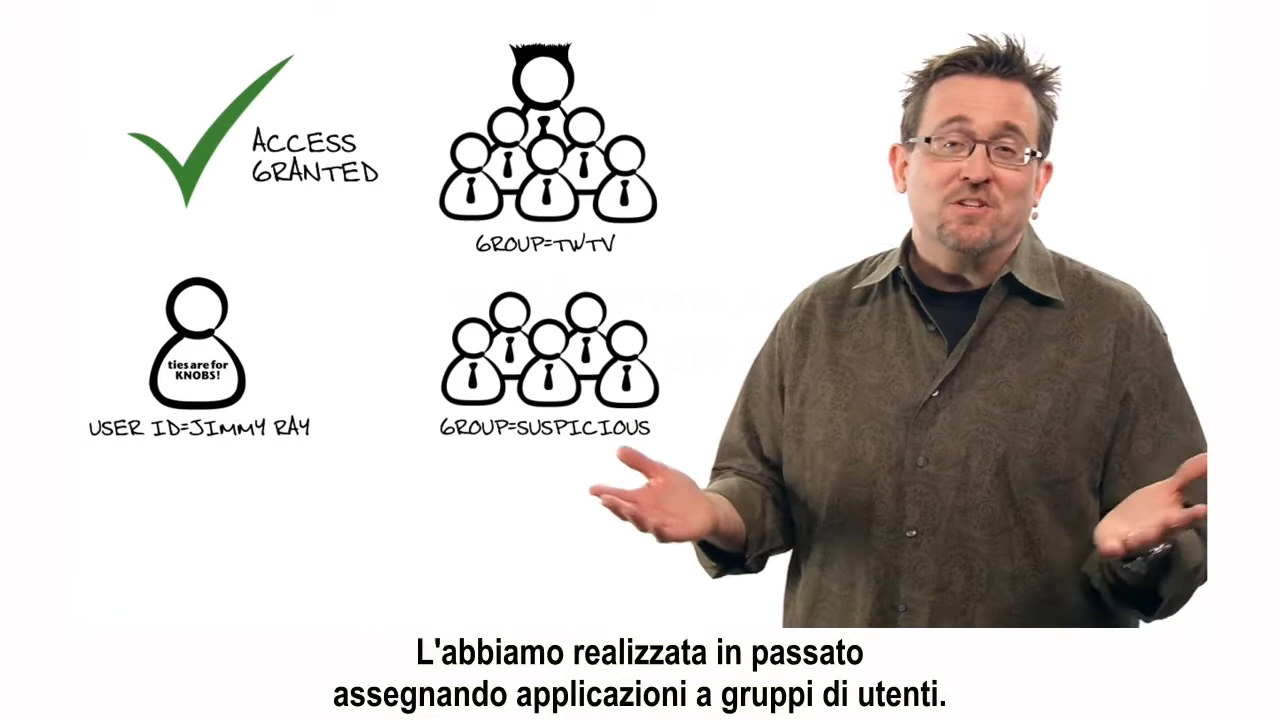 ACCESS
GRANTED
GROUP=TWTV
ties are for
KNOBS!
USER ID=JIMMY RAY
GROUP=SUSPICIOUS
L'abbiamo realizzata in passato
assegnando applicazioni a gruppi di utenti.